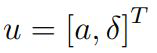 u = [a, δ]^T